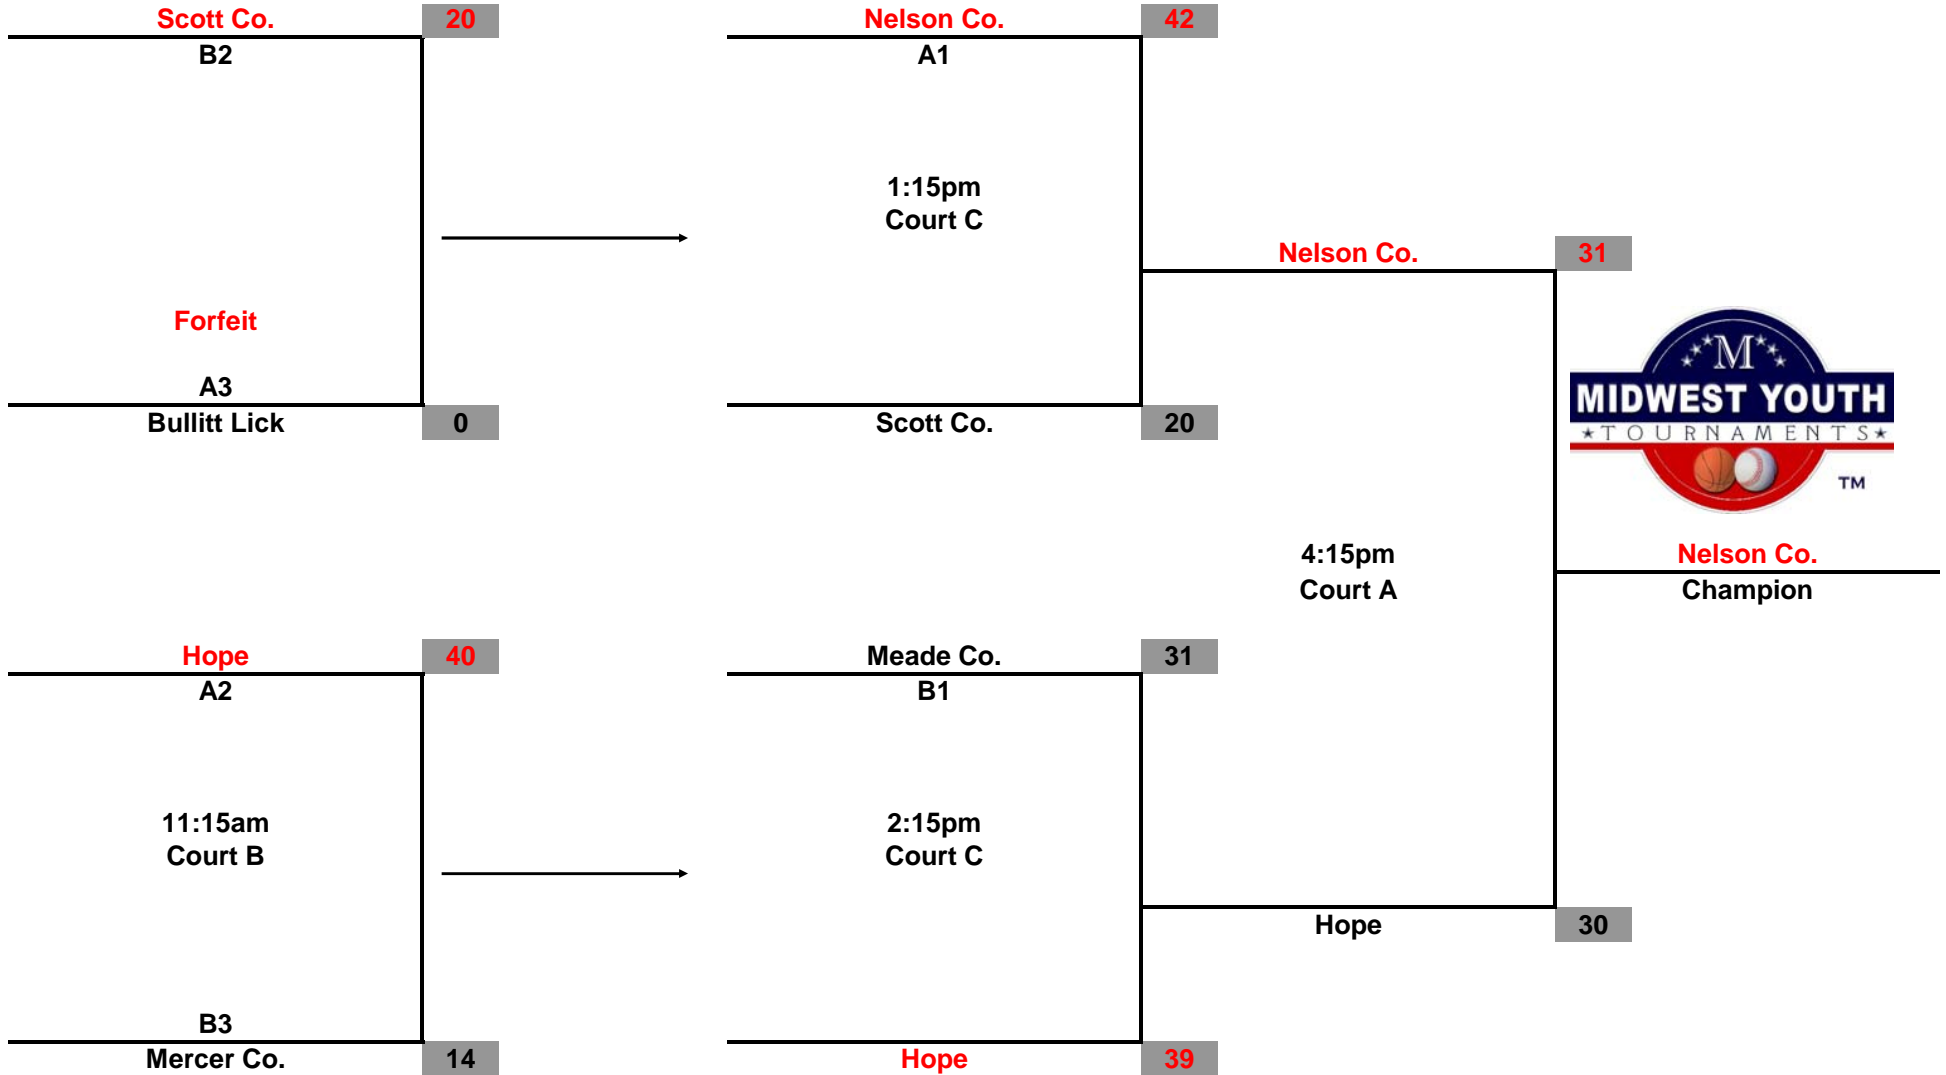 Scott Co. 20
B2
Forfeit
A3
Bullitt Lick 0
Nelson Co. 42
A1
1:15pm
Court C
Scott Co. 20
Nelson Co. 31
M
MIDWEST YOUTH
TOURNAMENTS
TM
4:15pm
Court A
Nelson Co.
Champion
Hope 40
A2
11:15am
Court B
B3
Mercer Co. 14
Meade Co. 31
B1
2:15pm
Court C
Hope 39
Hope 30